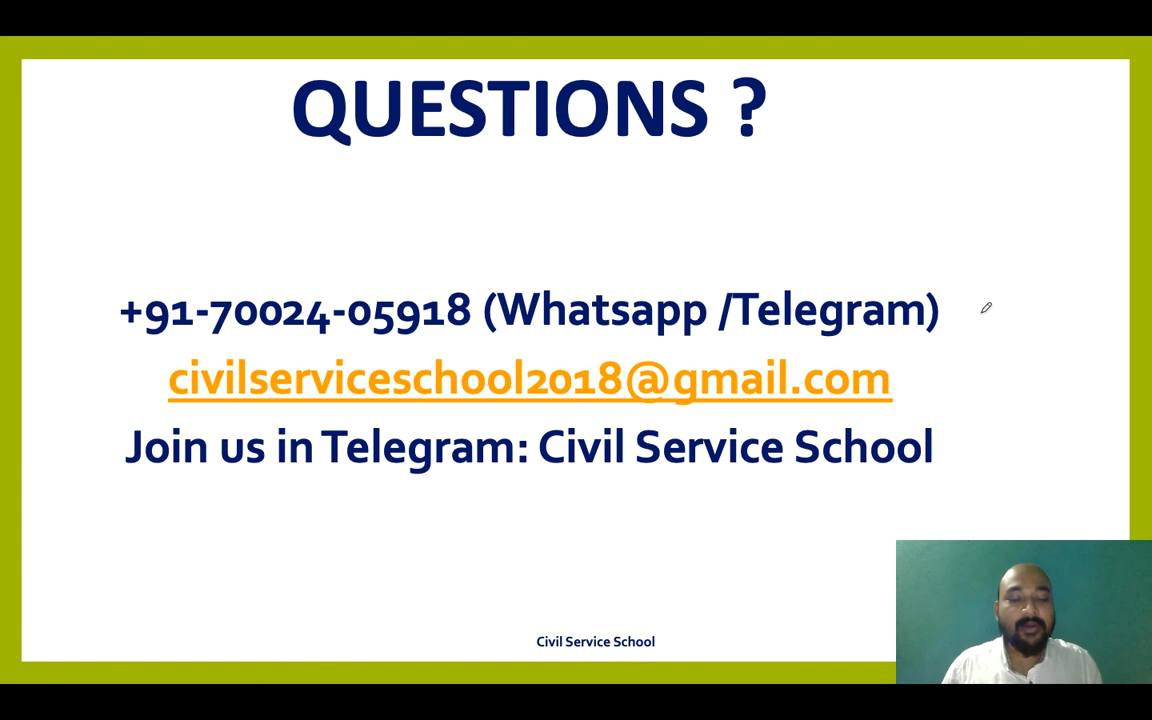 QUESTIONS ?
+91-70024-05918 (Whatsapp /Telegram)
civilserviceschool2018@gmail.com
Join us in Telegram: Civil Service School
Civil Service School